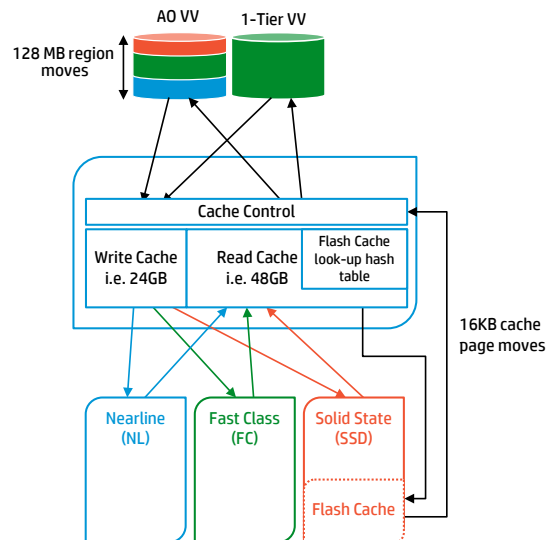 AO VV
1-Tier VV
128 MB region
moves
Cache Control
Write Cache
i.e. 24GB
Read Cache
i.e. 48GB
Flash Cache
look-up hash
table
16KB cache
page moves
Nearline
(NL)
Fast Class
(FC)
Solid State
(SSD)
Flash Cache